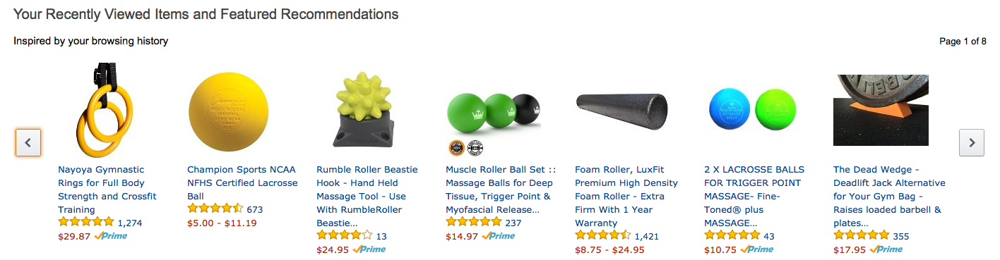 Your Recently Viewed Items and Featured Recommendations
Inspired by your browsing history
Page 1 of 8
Nayoya Gymnastic
Rings for Full Body
Strength and Crossfit
Training
1,274
$29.87 Prime
Champion Sports NCAA
NFHS Certified Lacrosse
Ball
673
$5.00 - $11.19
Rumble Roller Beastie
Hook - Hand Held
Massage Tool - Use
With RumbleRoller
Beastie...
13
$24.95 Prime
Muscle Roller Ball Set ::
Massage Balls for Deep
Tissue, Trigger Point &
Myofascial Release...
237
$14.97 Prime
Foam Roller, LuxFit
Premium High Density
Foam Roller - Extra
Firm With 1 Year
Warranty
1,421
$8.75 - $24.95
2 X LACROSSE BALLS
FOR TRIGGER POINT
MASSAGE- Fine-
Toned® plus
MASSAGE...
43
$10.75 Prime
The Dead Wedge -
Deadlift Jack Alternative
for Your Gym Bag -
Raises loaded barbell &
plates...
355
$17.95 Prime